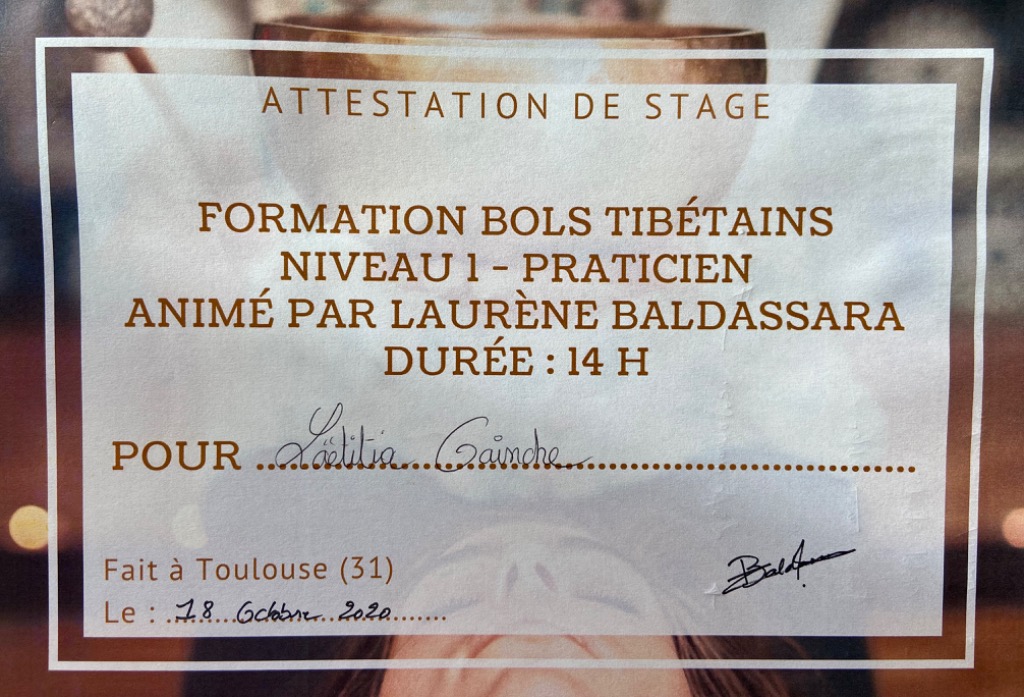 ATTESTATION DE STAGE
FORMATION BOLS TIBÉTAINS
NIVEAU 1 - PRATICIEN
ANIMÉ PAR LAURÈNE BALDASSARA
DURÉE : 14 H
POUR ...Laëtitia Gainche...
Fait à Toulouse (31)
Le : ...18 Octobre 2020...